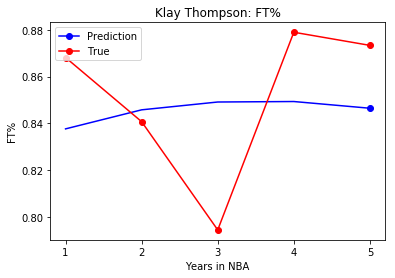 Klay Thompson: FT%
Prediction
True
FT%
0.88
0.86
0.84
0.82
0.80
1 2 3 4 5
Years in NBA